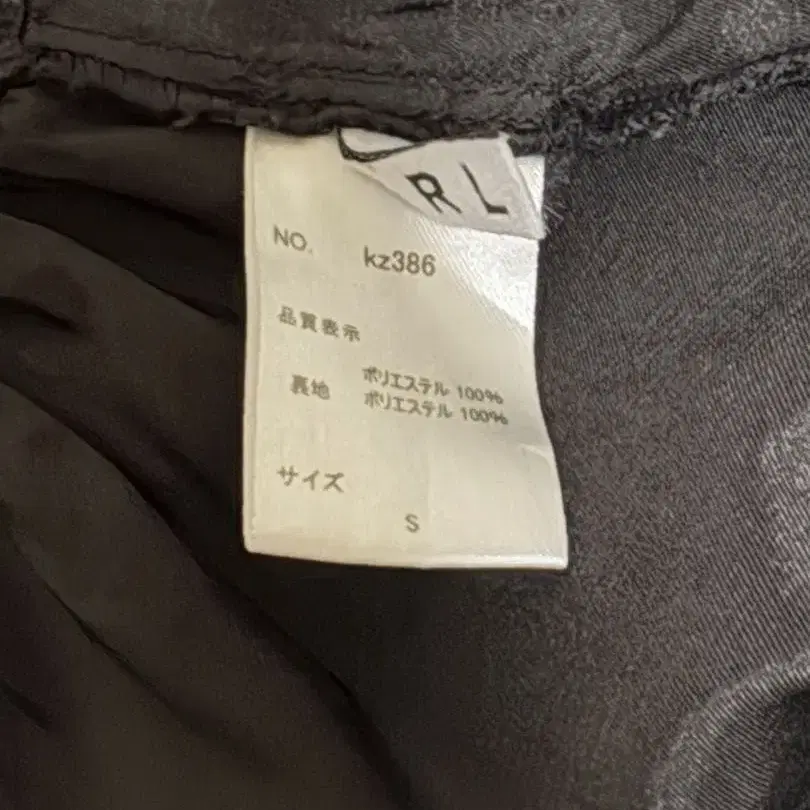 RL
NO. kz386
品質表示
ポリエステル 100%
裏地 ポリエステル 100%
サイズ
S